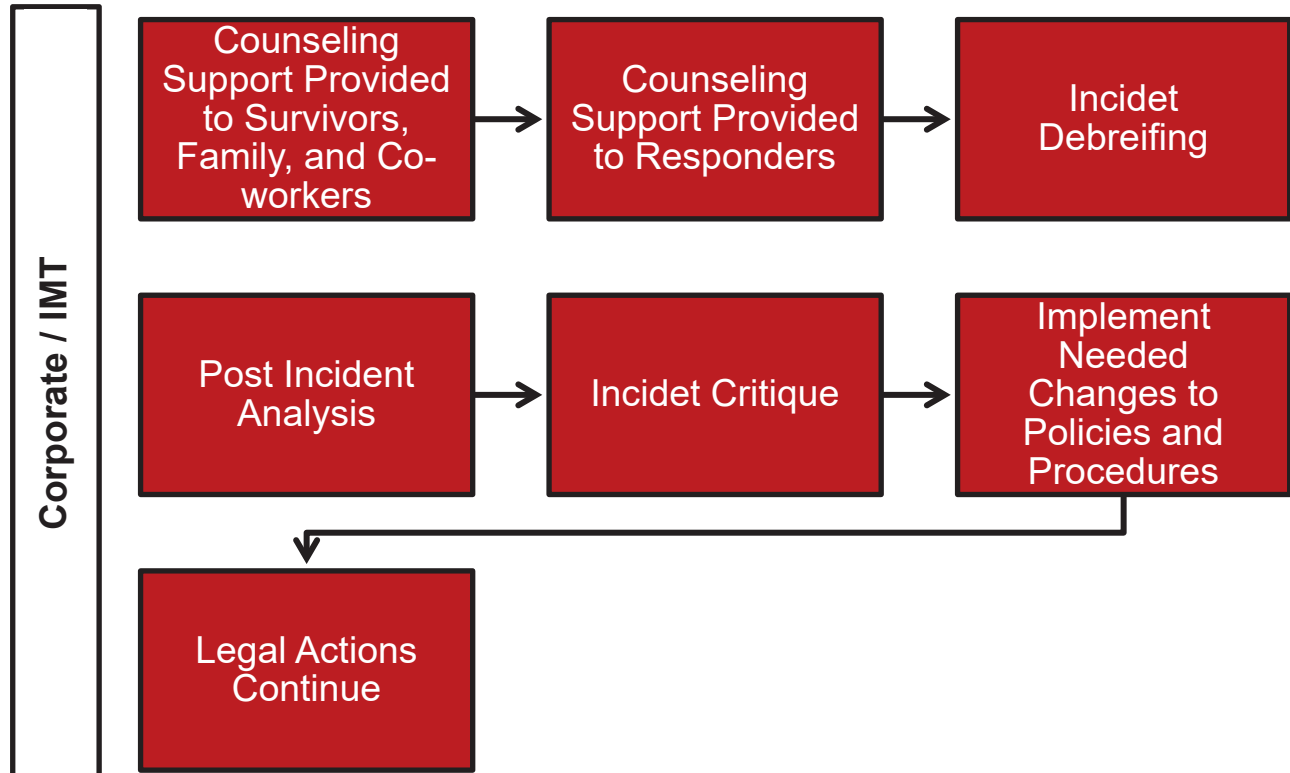 Corporate / IMT
Counseling
Support Provided
to Survivors,
Family, and Co-
workers
Counseling
Support Provided
to Responders
Incidet
Debreifing
Post Incident
Analysis
Incidet Critique
Implement
Needed
Changes to
Policies and
Procedures
Legal Actions
Continue